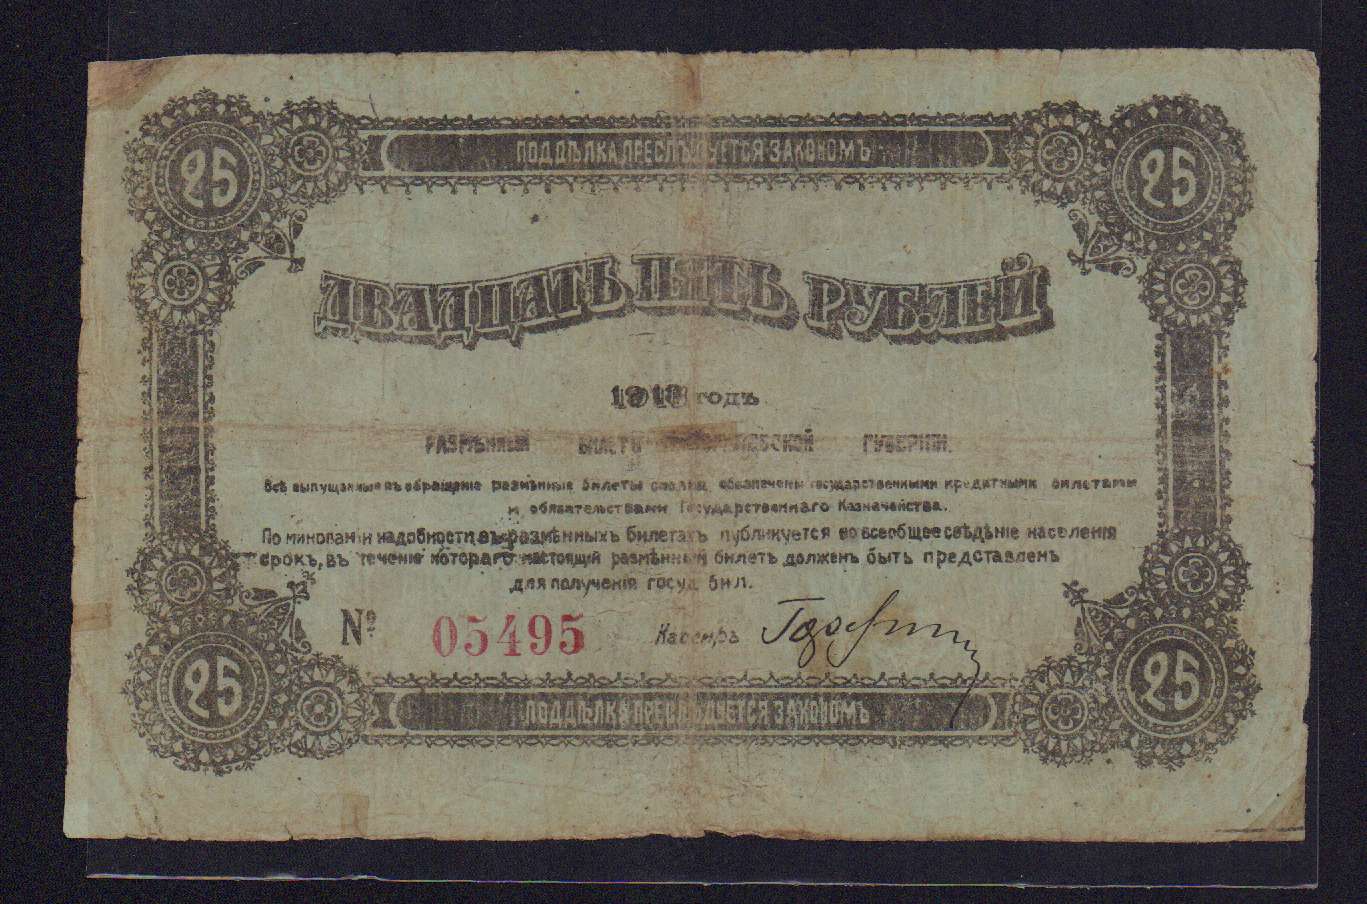 25 25
ПОДДѢЛКА ПРЕСЛѢДУЕТСЯ ЗАКОНОМЪ
ДВАДЦАТЬ ПЯТЬ РУБЛЕЙ
1918 годъ
РАЗМѢННЫЙ БИЛЕТЪ ГУБЕРНІИ.
Всѣ выпущенные въ обращеніе размѣнные билеты сполна обезпечены государственными кредитными билетами
и обязательствами Государственнаго Казначейства.
По минованіи надобности въ размѣнныхъ билетахъ публикуется во всеобщее свѣдѣніе населенія
срокъ, въ теченіе котораго настоящій размѣнный билетъ долженъ быть представленъ
для полученія госуд. бил.
№ 05495 Кассиръ
ПОДДѢЛКА ПРЕСЛѢДУЕТСЯ ЗАКОНОМЪ
25 25